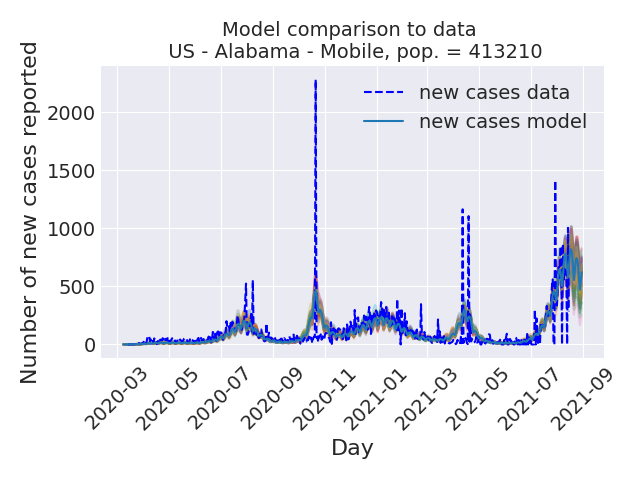 Model comparison to data
US - Alabama - Mobile, pop. = 413210
Number of new cases reported
2000
1500
1000
500
0
new cases data
new cases model
2020-03
2020-05
2020-07
2020-09
2020-11
2021-01
2021-03
2021-05
2021-07
2021-09
Day